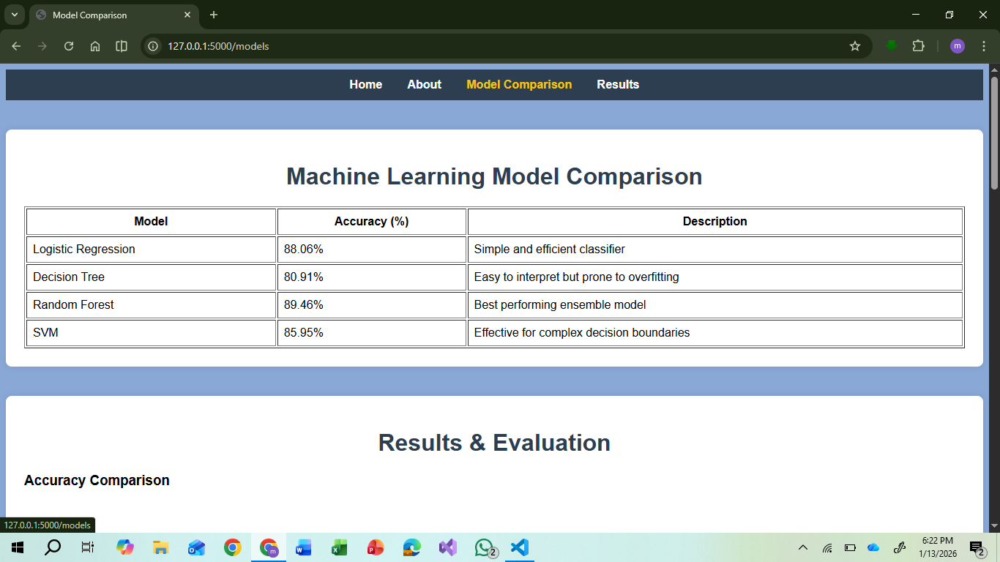 Model Comparison
127.0.0.1:5000/models
m
Home About Model Comparison Results
Machine Learning Model Comparison
Model Accuracy (%) Description
Logistic Regression 88.06% Simple and efficient classifier
Decision Tree 80.91% Easy to interpret but prone to overfitting
Random Forest 89.46% Best performing ensemble model
SVM 85.95% Effective for complex decision boundaries
Results & Evaluation
Accuracy Comparison
127.0.0.1:5000/models
O m W X P 2
6:22 PM
1/13/2026
2